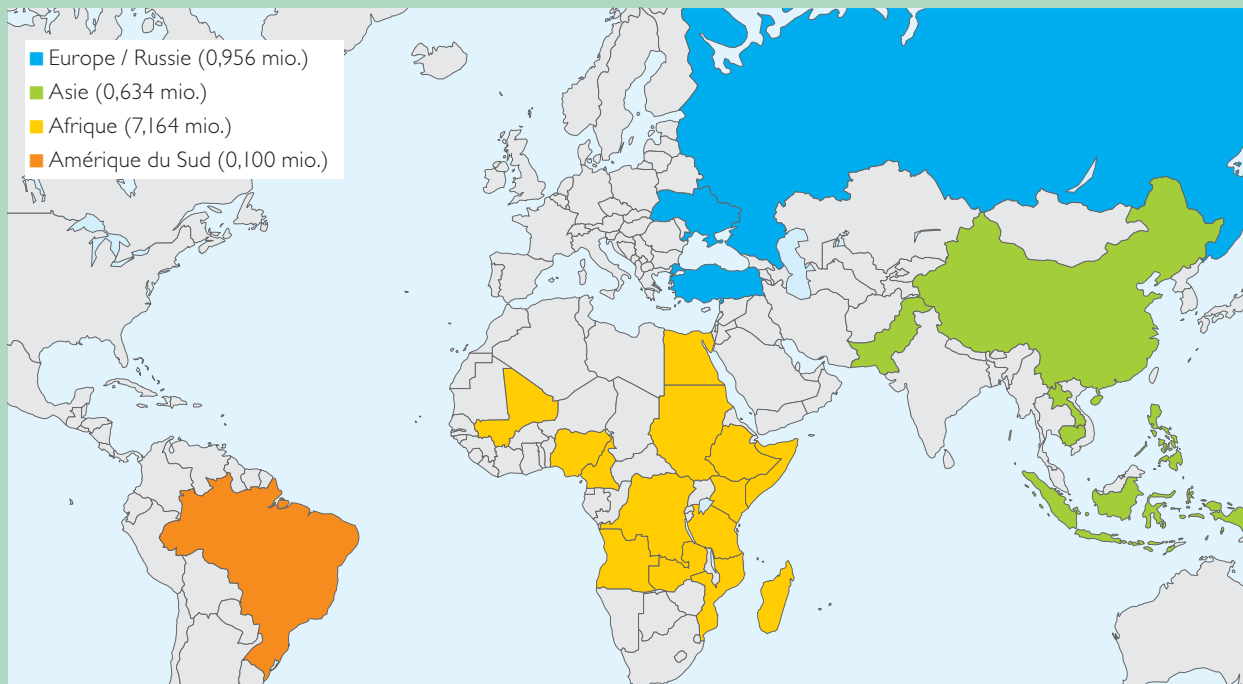 Europe / Russie (0,956 mio.)
Asie (0,634 mio.)
Afrique (7,164 mio.)
Amérique du Sud (0,100 mio.)